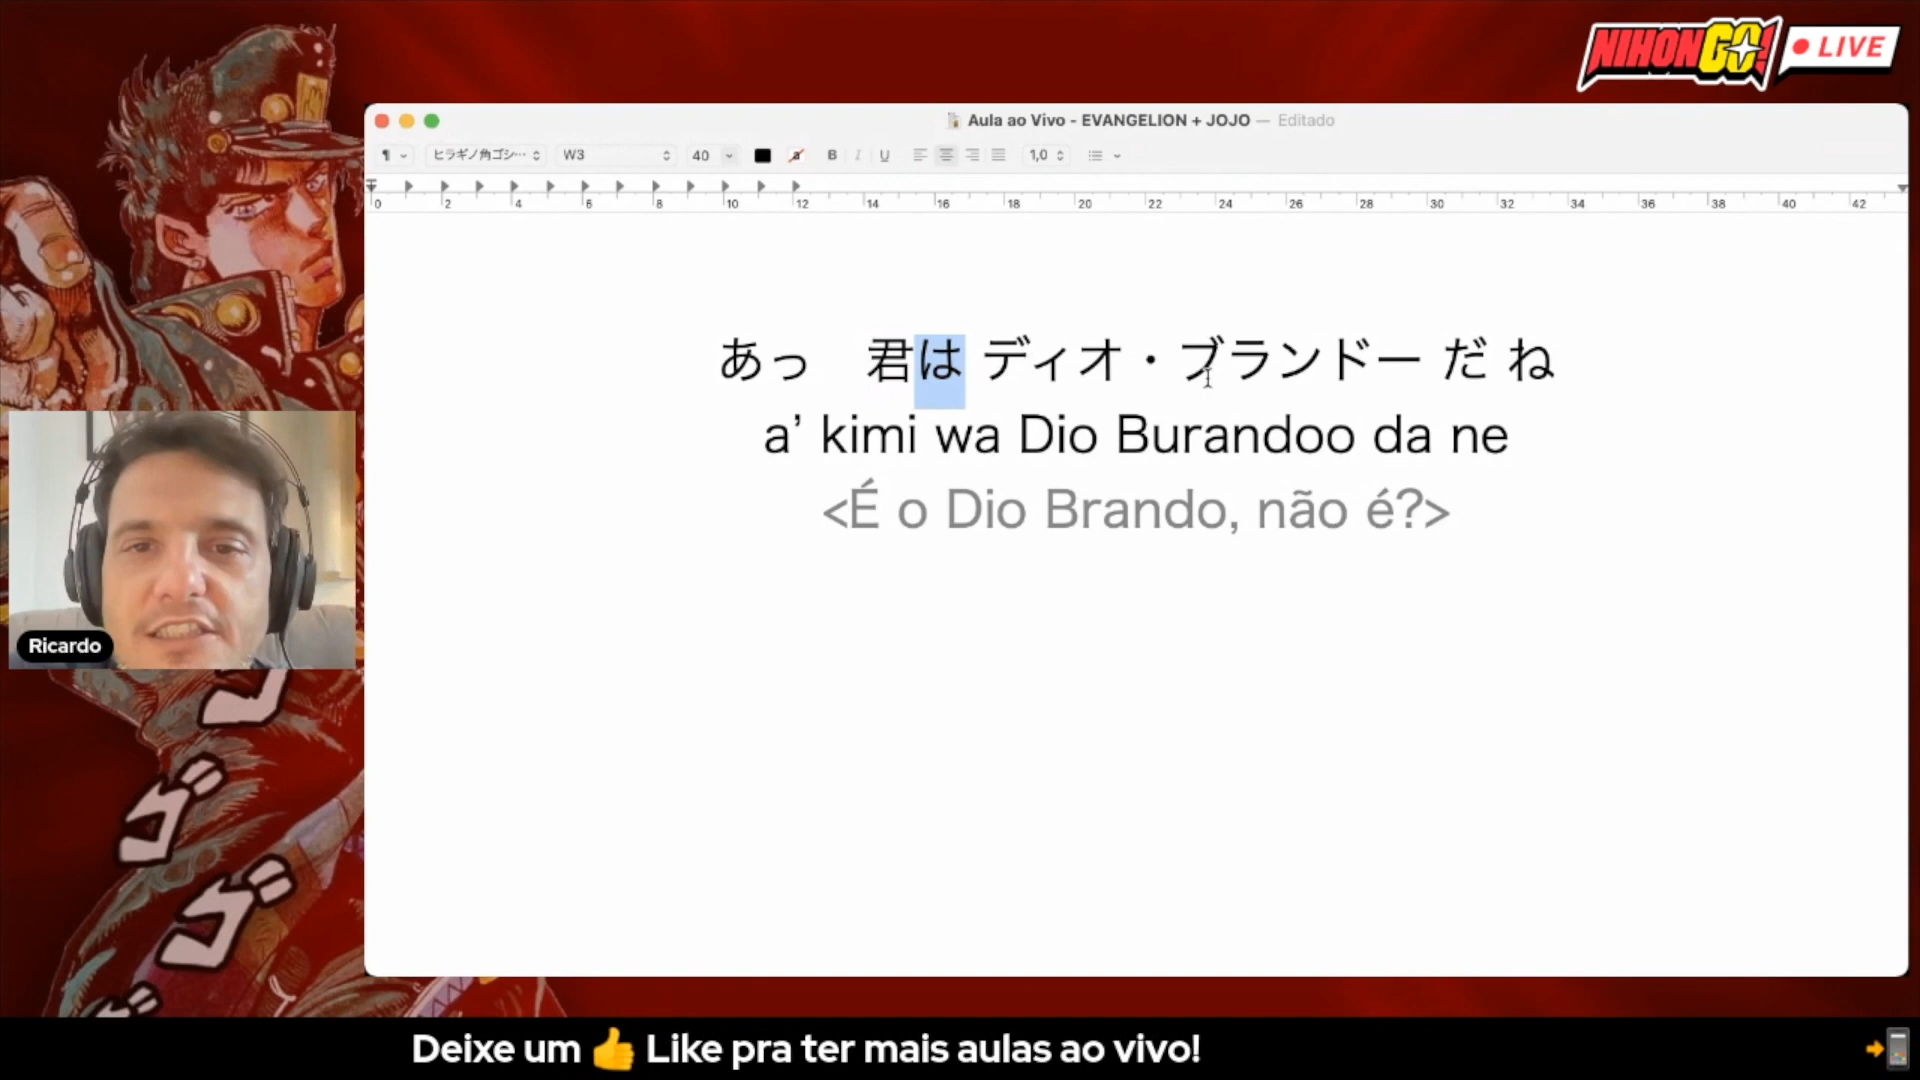 NIHONGO! LIVE
Aula ao Vivo - EVANGELION + JOJO — Editado
¶ ヒラギノ角ゴシ… W3 40 a B I U 1,0
0 2 4 6 8 10 12 14 16 18 20 22 24 26 28 30 32 34 36 38 40 42
あっ　君は ディオ・ブランドー だ ね
a’ kimi wa Dio Burandoo da ne
<É o Dio Brando, não é?>
Ricardo
ゴ
ゴ
Deixe um 👍 Like pra ter mais aulas ao vivo!